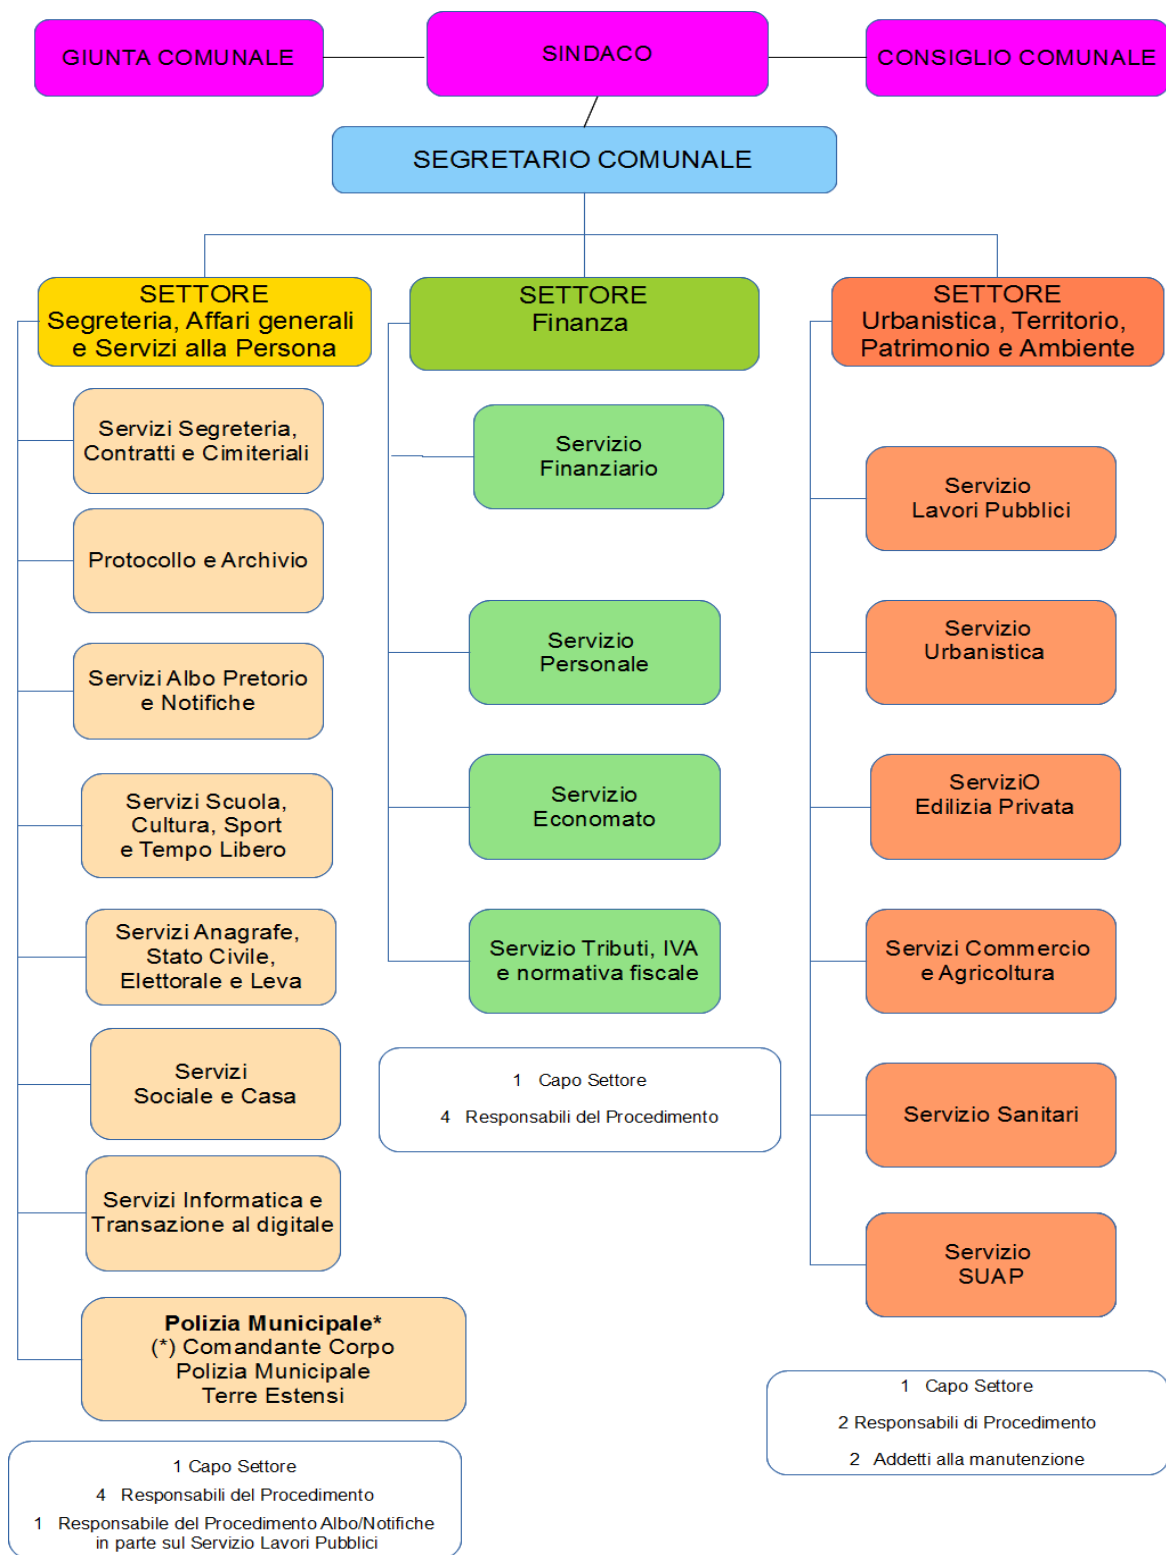 GIUNTA COMUNALE
SINDACO
CONSIGLIO COMUNALE
SEGRETARIO COMUNALE
SETTORE
Segreteria, Affari generali
e Servizi alla Persona
Servizi Segreteria,
Contratti e Cimiteriali
Protocollo e Archivio
Servizi Albo Pretorio
e Notifiche
Servizi Scuola,
Cultura, Sport
e Tempo Libero
Servizi Anagrafe,
Stato Civile,
Elettorale e Leva
Servizi
Sociale e Casa
Servizi Informatica e
Transazione al digitale
Polizia Municipale*
(*) Comandante Corpo
Polizia Municipale
Terre Estensi
1 Capo Settore
4 Responsabili del Procedimento
1 Responsabile del Procedimento Albo/Notifiche
in parte sul Servizio Lavori Pubblici
SETTORE
Finanza
Servizio
Finanziario
Servizio
Personale
Servizio
Economato
Servizio Tributi, IVA
e normativa fiscale
1 Capo Settore
4 Responsabili del Procedimento
SETTORE
Urbanistica, Territorio,
Patrimonio e Ambiente
Servizio
Lavori Pubblici
Servizio
Urbanistica
ServiziO
Edilizia Privata
Servizi Commercio
e Agricoltura
Servizio Sanitari
Servizio
SUAP
1 Capo Settore
2 Responsabili di Procedimento
2 Addetti alla manutenzione